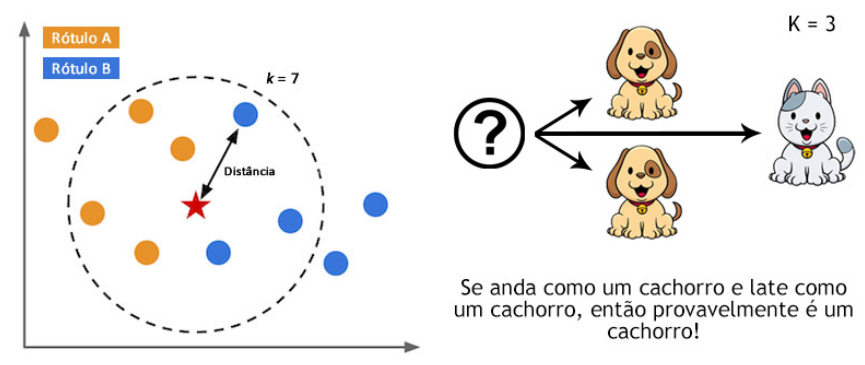 Rótulo A
Rótulo B
k = 7
Distância
K = 3
?
Se anda como um cachorro e late como
um cachorro, então provavelmente é um
cachorro!